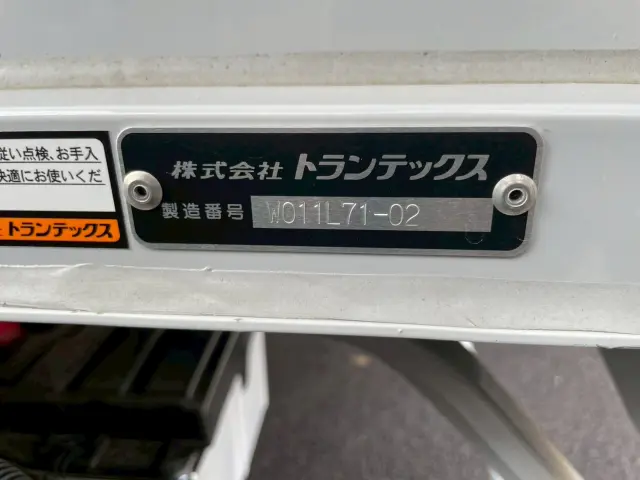 従い点検、お手入
快適にお使いくだ
トランテックス
株式会社 トランテックス
製造番号 W011L71-02